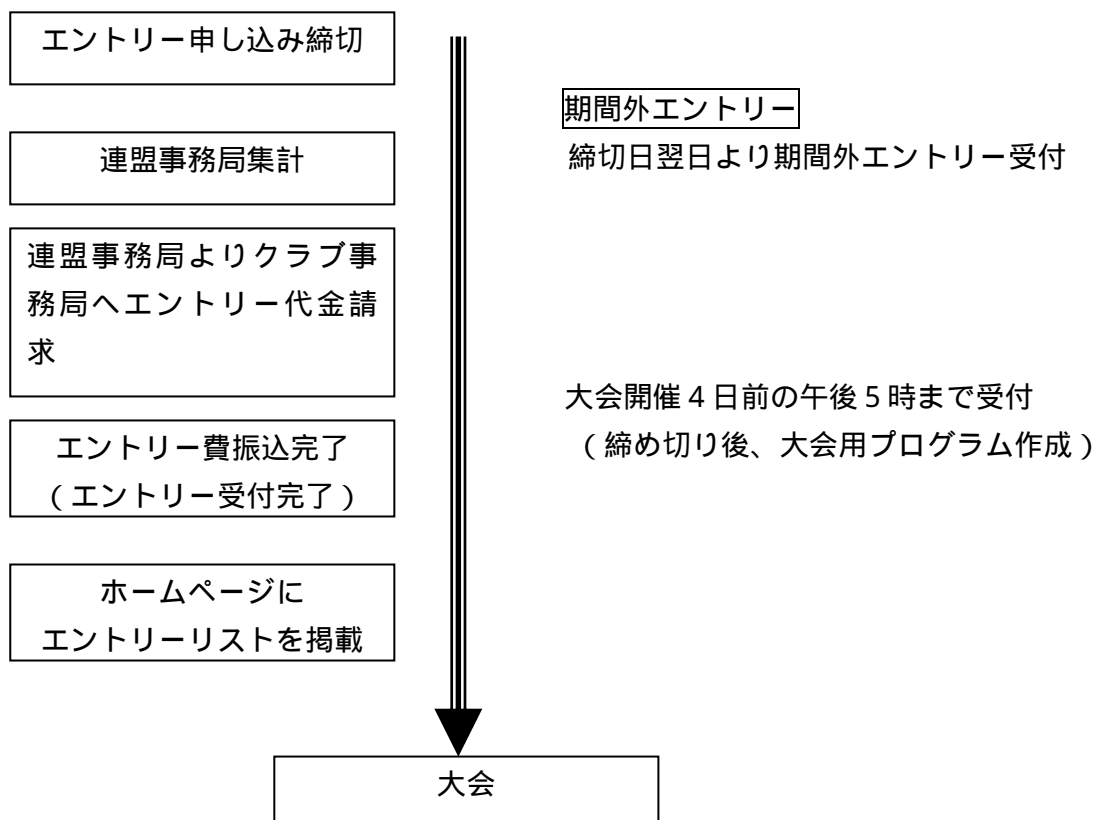 エントリー申し込み締切
連盟事務局集計
連盟事務局よりクラブ事
務局へエントリー代金請
求
エントリー費振込完了
(エントリー受付完了)
ホームページに
エントリーリストを掲載
期間外エントリー
締切日翌日より期間外エントリー受付
大会開催4日前の午後5時まで受付
(締め切り後、大会用プログラム作成)
大会